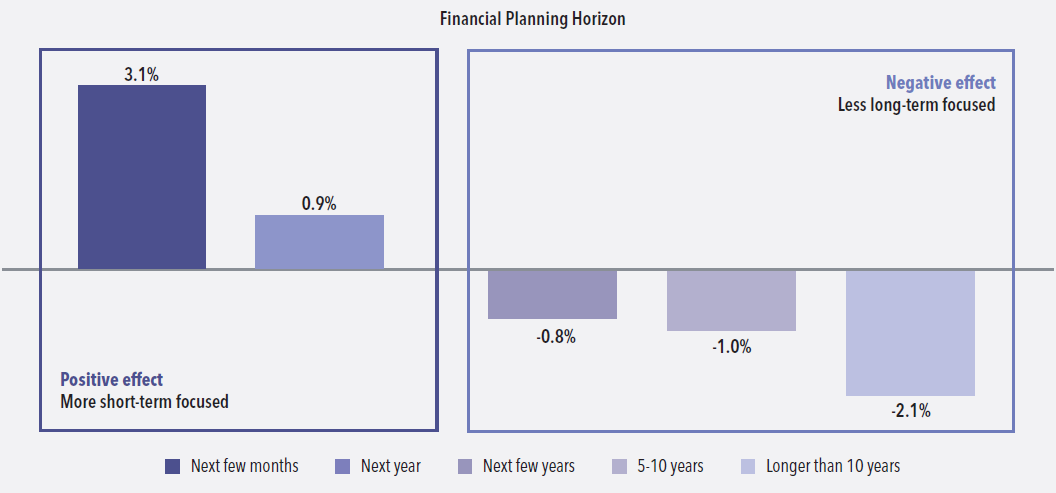 Financial Planning Horizon
3.1%
0.9%
Positive effect
More short-term focused
Negative effect
Less long-term focused
-0.8%
-1.0%
-2.1%
Next few months
Next year
Next few years
5-10 years
Longer than 10 years